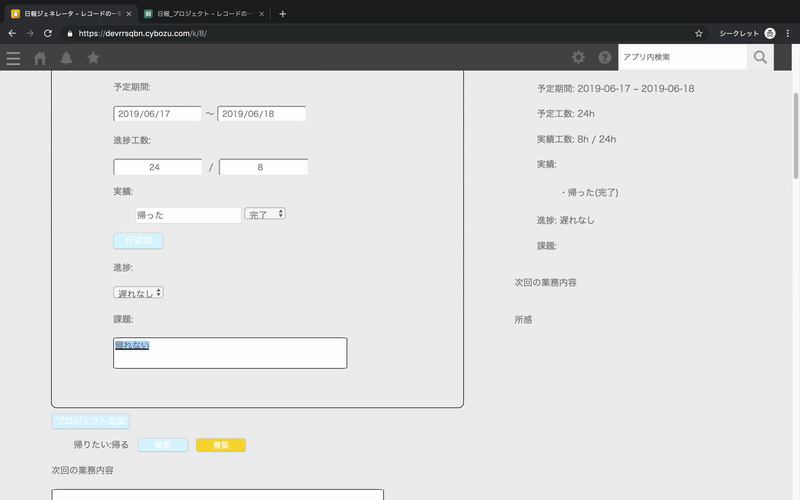 日報ジェネレータ - レコードの一
日報_プロジェクト - レコードの一
https://devrrsqbn.cybozu.com/k/8/
シークレット
アプリ内検索
予定期間:
2019/06/17 ～ 2019/06/18
進捗工数:
24 / 8
実績:
帰った 完了
行追加
進捗:
遅れなし
課題:
帰れない
プロジェクト追加
帰りたい:帰る 編集 複製
次回の業務内容
予定期間: 2019-06-17 ~ 2019-06-18
予定工数: 24h
実績工数: 8h / 24h
実績:
・帰った(完了)
進捗: 遅れなし
課題:
次回の業務内容
所感